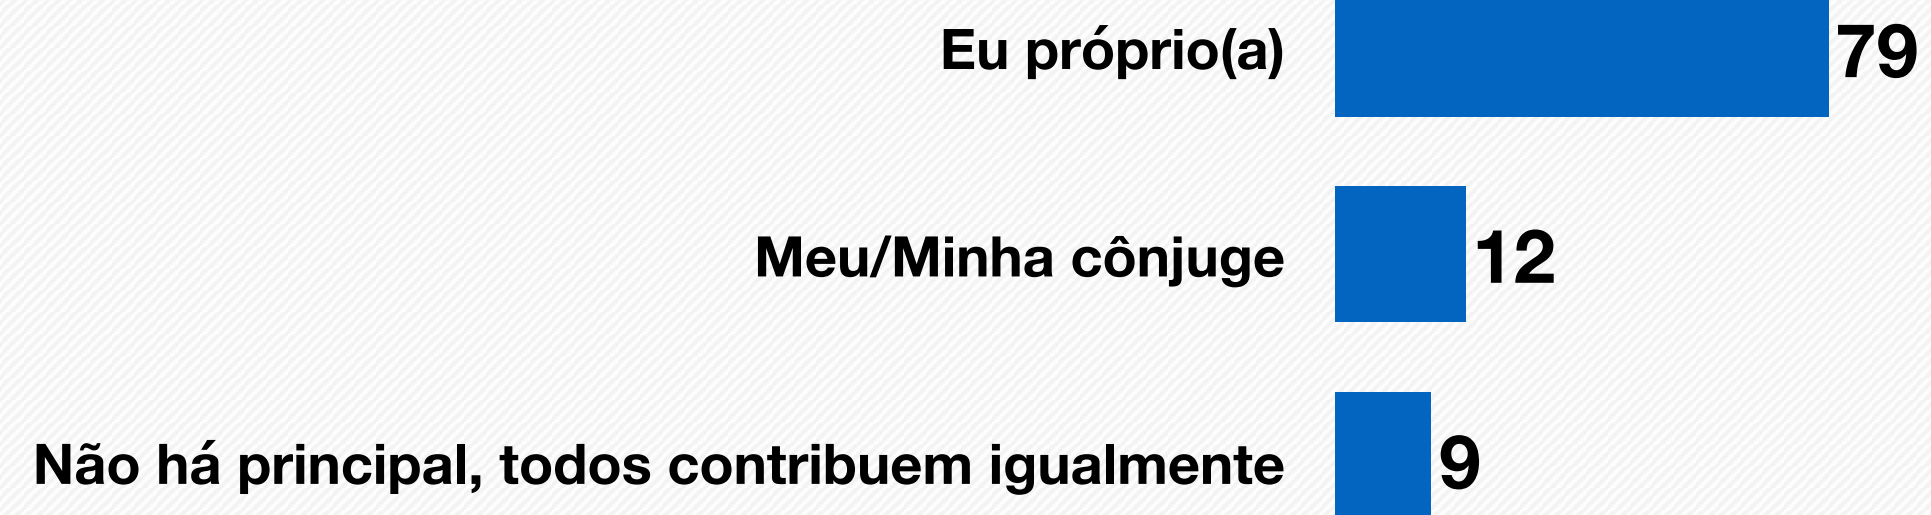 Eu próprio(a) 79
Meu/Minha cônjuge 12
Não há principal, todos contribuem igualmente 9